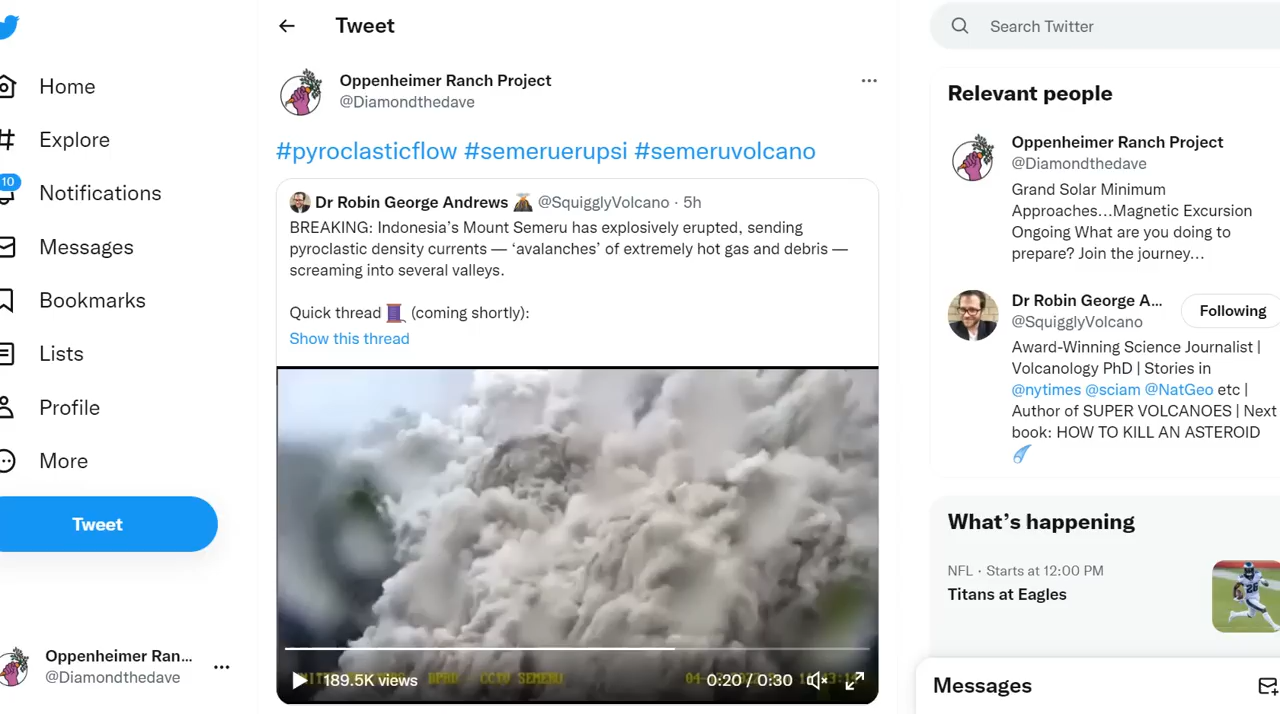 Home
Explore
10
Notifications
Messages
Bookmarks
Lists
Profile
More
Tweet
Oppenheimer Ran...
@Diamondthedave
Tweet
Oppenheimer Ranch Project
@Diamondthedave
#pyroclasticflow #semeruerupsi #semeruvolcano
Dr Robin George Andrews 🌋 @SquigglyVolcano · 5h
BREAKING: Indonesia’s Mount Semeru has explosively erupted, sending
pyroclastic density currents — ‘avalanches’ of extremely hot gas and debris —
screaming into several valleys.
Quick thread 🧵 (coming shortly):
Show this thread
189.5K views
BPBD CCTV SEMERU
0:20 / 0:30
Search Twitter
Relevant people
Oppenheimer Ranch Project
@Diamondthedave
Grand Solar Minimum
Approaches...Magnetic Excursion
Ongoing What are you doing to
prepare? Join the journey...
Dr Robin George A...
@SquigglyVolcano
Following
Award-Winning Science Journalist |
Volcanology PhD | Stories in
@nytimes @sciam @NatGeo etc |
Author of SUPER VOLCANOES | Next
book: HOW TO KILL AN ASTEROID
☄️
What’s happening
NFL · Starts at 12:00 PM
Titans at Eagles
26
Messages